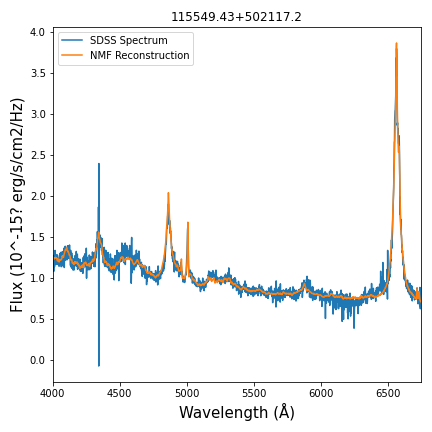 115549.43+502117.2
SDSS Spectrum
NMF Reconstruction
Flux (10^-15? erg/s/cm2/Hz)
4.0
3.5
3.0
2.5
2.0
1.5
1.0
0.5
0.0
4000 4500 5000 5500 6000 6500
Wavelength (Å)